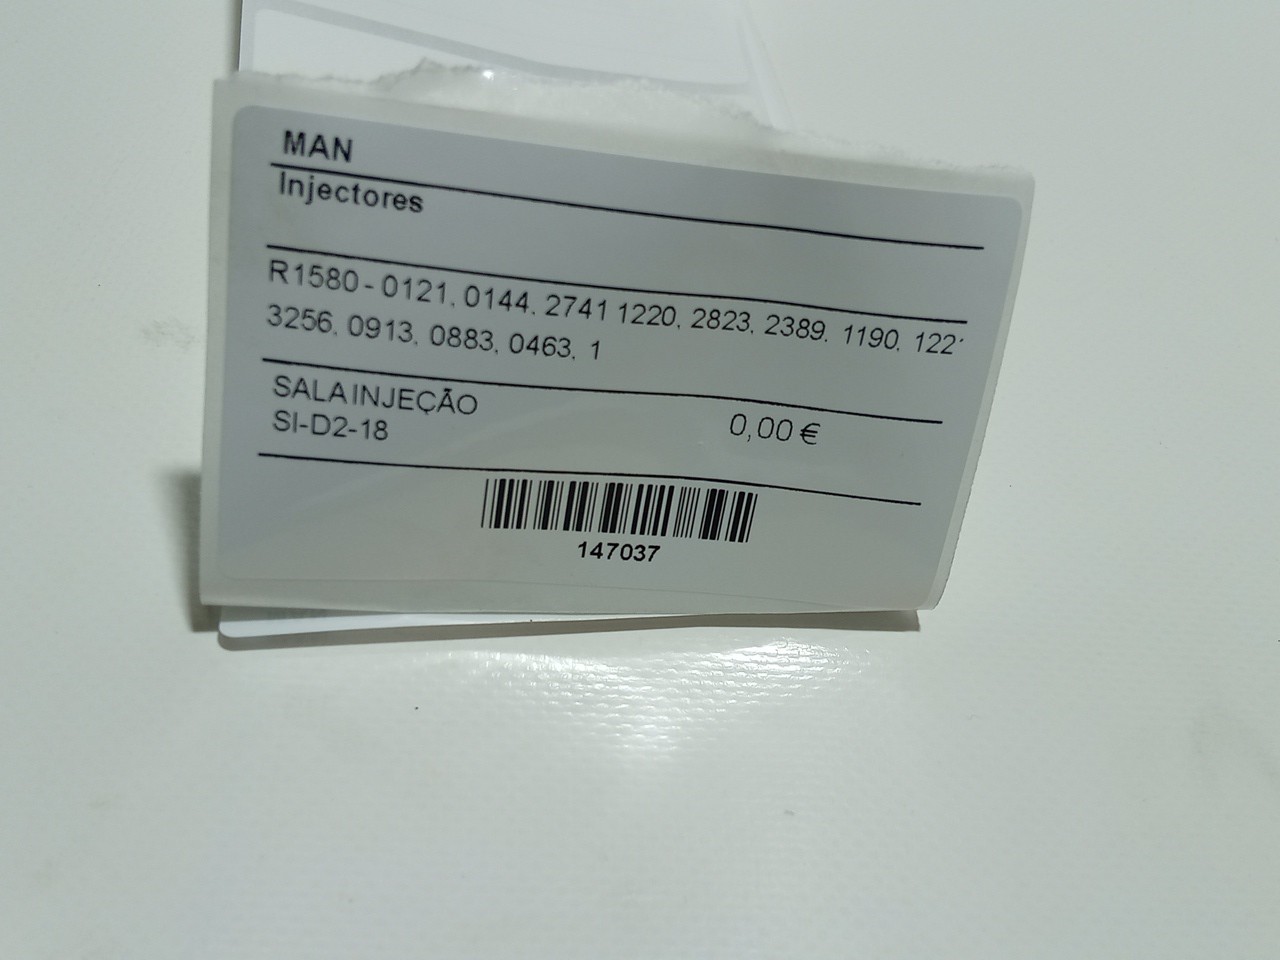 MAN
Injectores
R1580 - 0121, 0144, 2741 1220, 2823, 2389, 1190, 122
3256, 0913, 0883, 0463, 1
SALA INJEÇÃO
0,00 €
SI-D2-18
147037